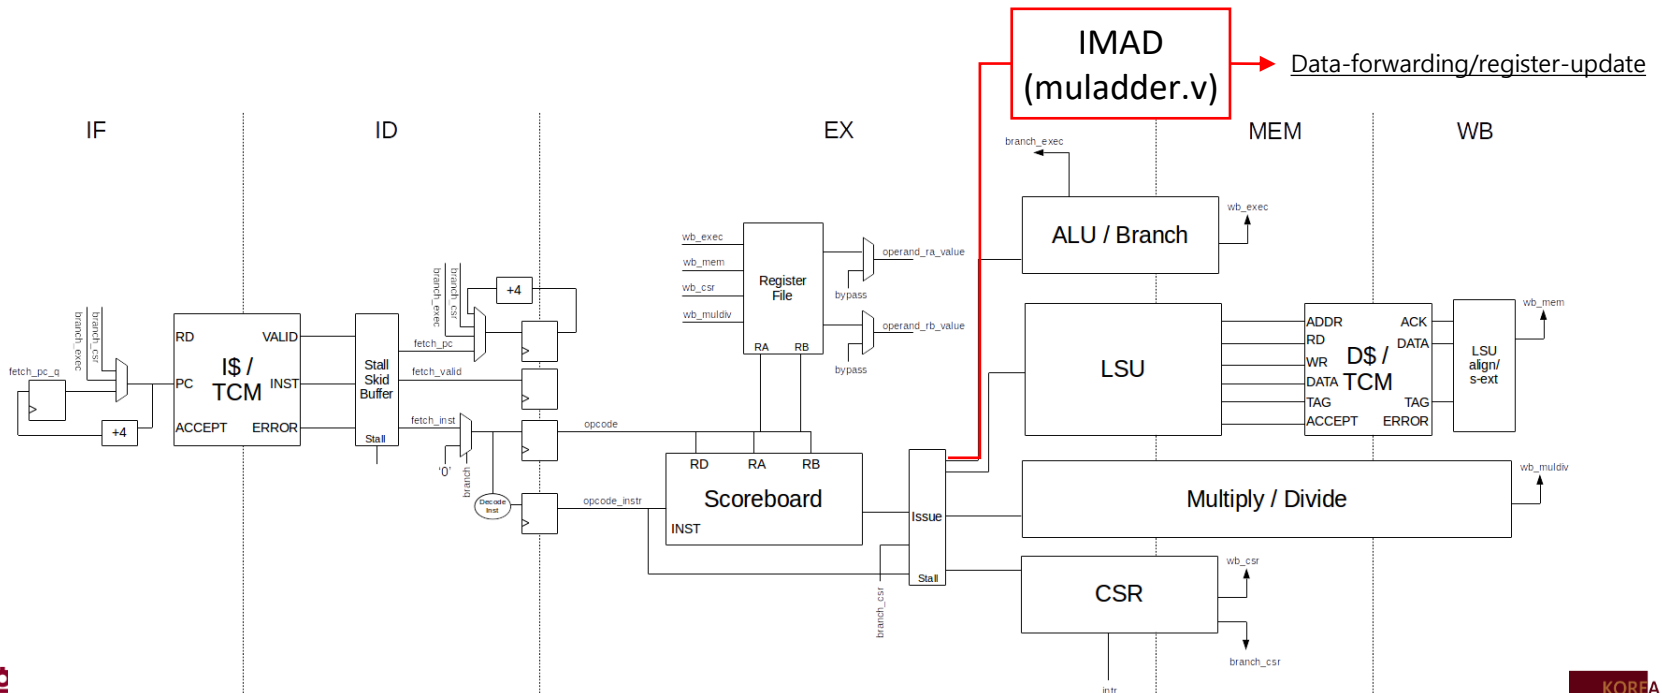 IMAD
(muladder.v)
Data-forwarding/register-update
IF
ID
EX
MEM
WB
branch_exec
wb_exec
ALU / Branch
wb_exec
wb_mem
wb_csr
wb_muldiv
Register
File
RA
RB
operand_ra_value
bypass
operand_rb_value
bypass
branch_exec
branch_csr
+4
fetch_pc
fetch_valid
fetch_inst
'0'
branch
Decode
Inst
branch_exec
branch_csr
fetch_pc_q
+4
RD
VALID
I$ /
TCM
PC
INST
ACCEPT
ERROR
Stall
Skid
Buffer
Stall
opcode
opcode_instr
RD
RA
RB
Scoreboard
INST
Issue
Stall
branch_csr
LSU
ADDR
RD
WR
DATA
TAG
ACCEPT
D$ /
TCM
ACK
DATA
TAG
ERROR
LSU
align/
s-ext
wb_mem
Multiply / Divide
wb_muldiv
CSR
wb_csr
branch_csr
intr
KOREA